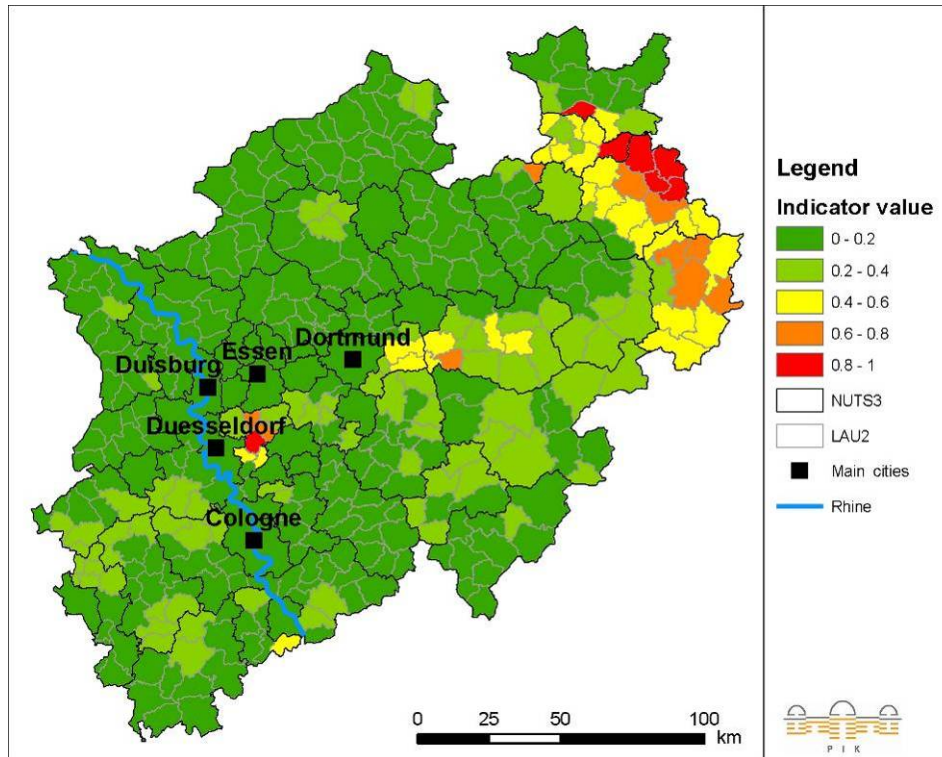 Dortmund
Essen
Duisburg
Duesseldorf
Cologne
0 25 50 100
km
Legend
Indicator value
0 - 0.2
0.2 - 0.4
0.4 - 0.6
0.6 - 0.8
0.8 - 1
NUTS3
LAU2
Main cities
Rhine
P I K